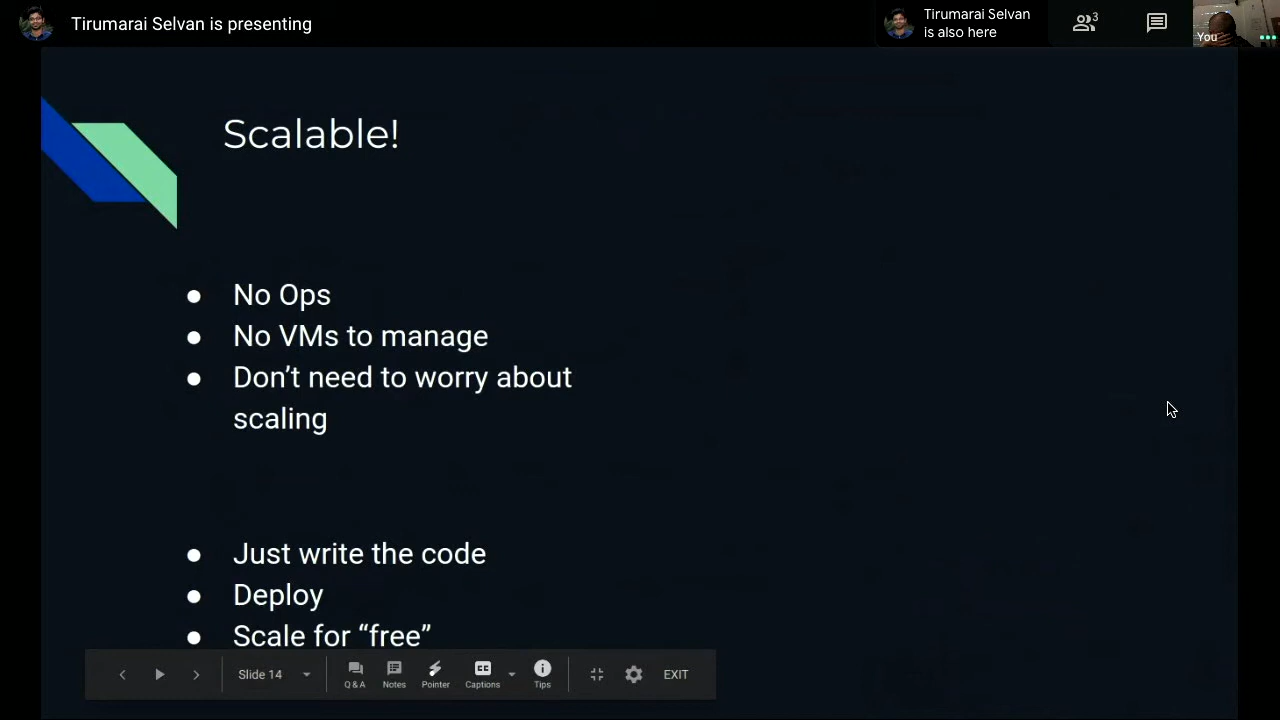 Tirumarai Selvan is presenting
Tirumarai Selvan
is also here
3
You
Scalable!
● No Ops
● No VMs to manage
● Don’t need to worry about
scaling
● Just write the code
● Deploy
● Scale for “free”
Slide 14
Q & A
Notes
Pointer
CC
Captions
Tips
EXIT